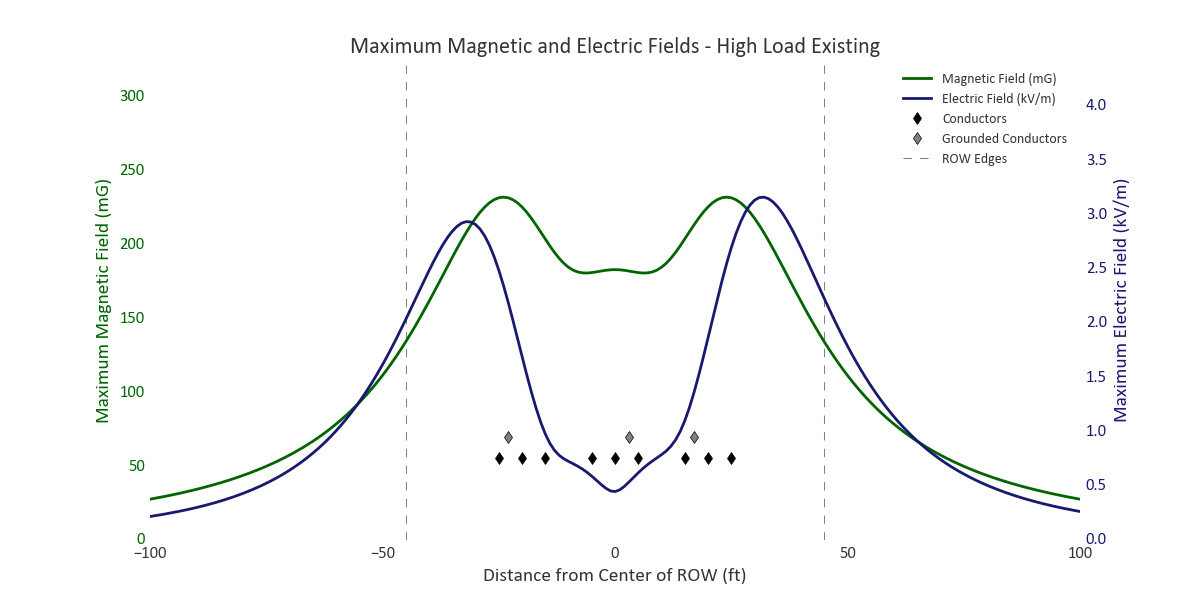 Maximum Magnetic and Electric Fields - High Load Existing
Magnetic Field (mG)
Electric Field (kV/m)
Conductors
Grounded Conductors
ROW Edges
Maximum Magnetic Field (mG)
300
250
200
150
100
50
0
4.0
3.5
3.0
2.5
2.0
1.5
1.0
0.5
0.0
Maximum Electric Field (kV/m)
−100
−50
0
50
100
Distance from Center of ROW (ft)